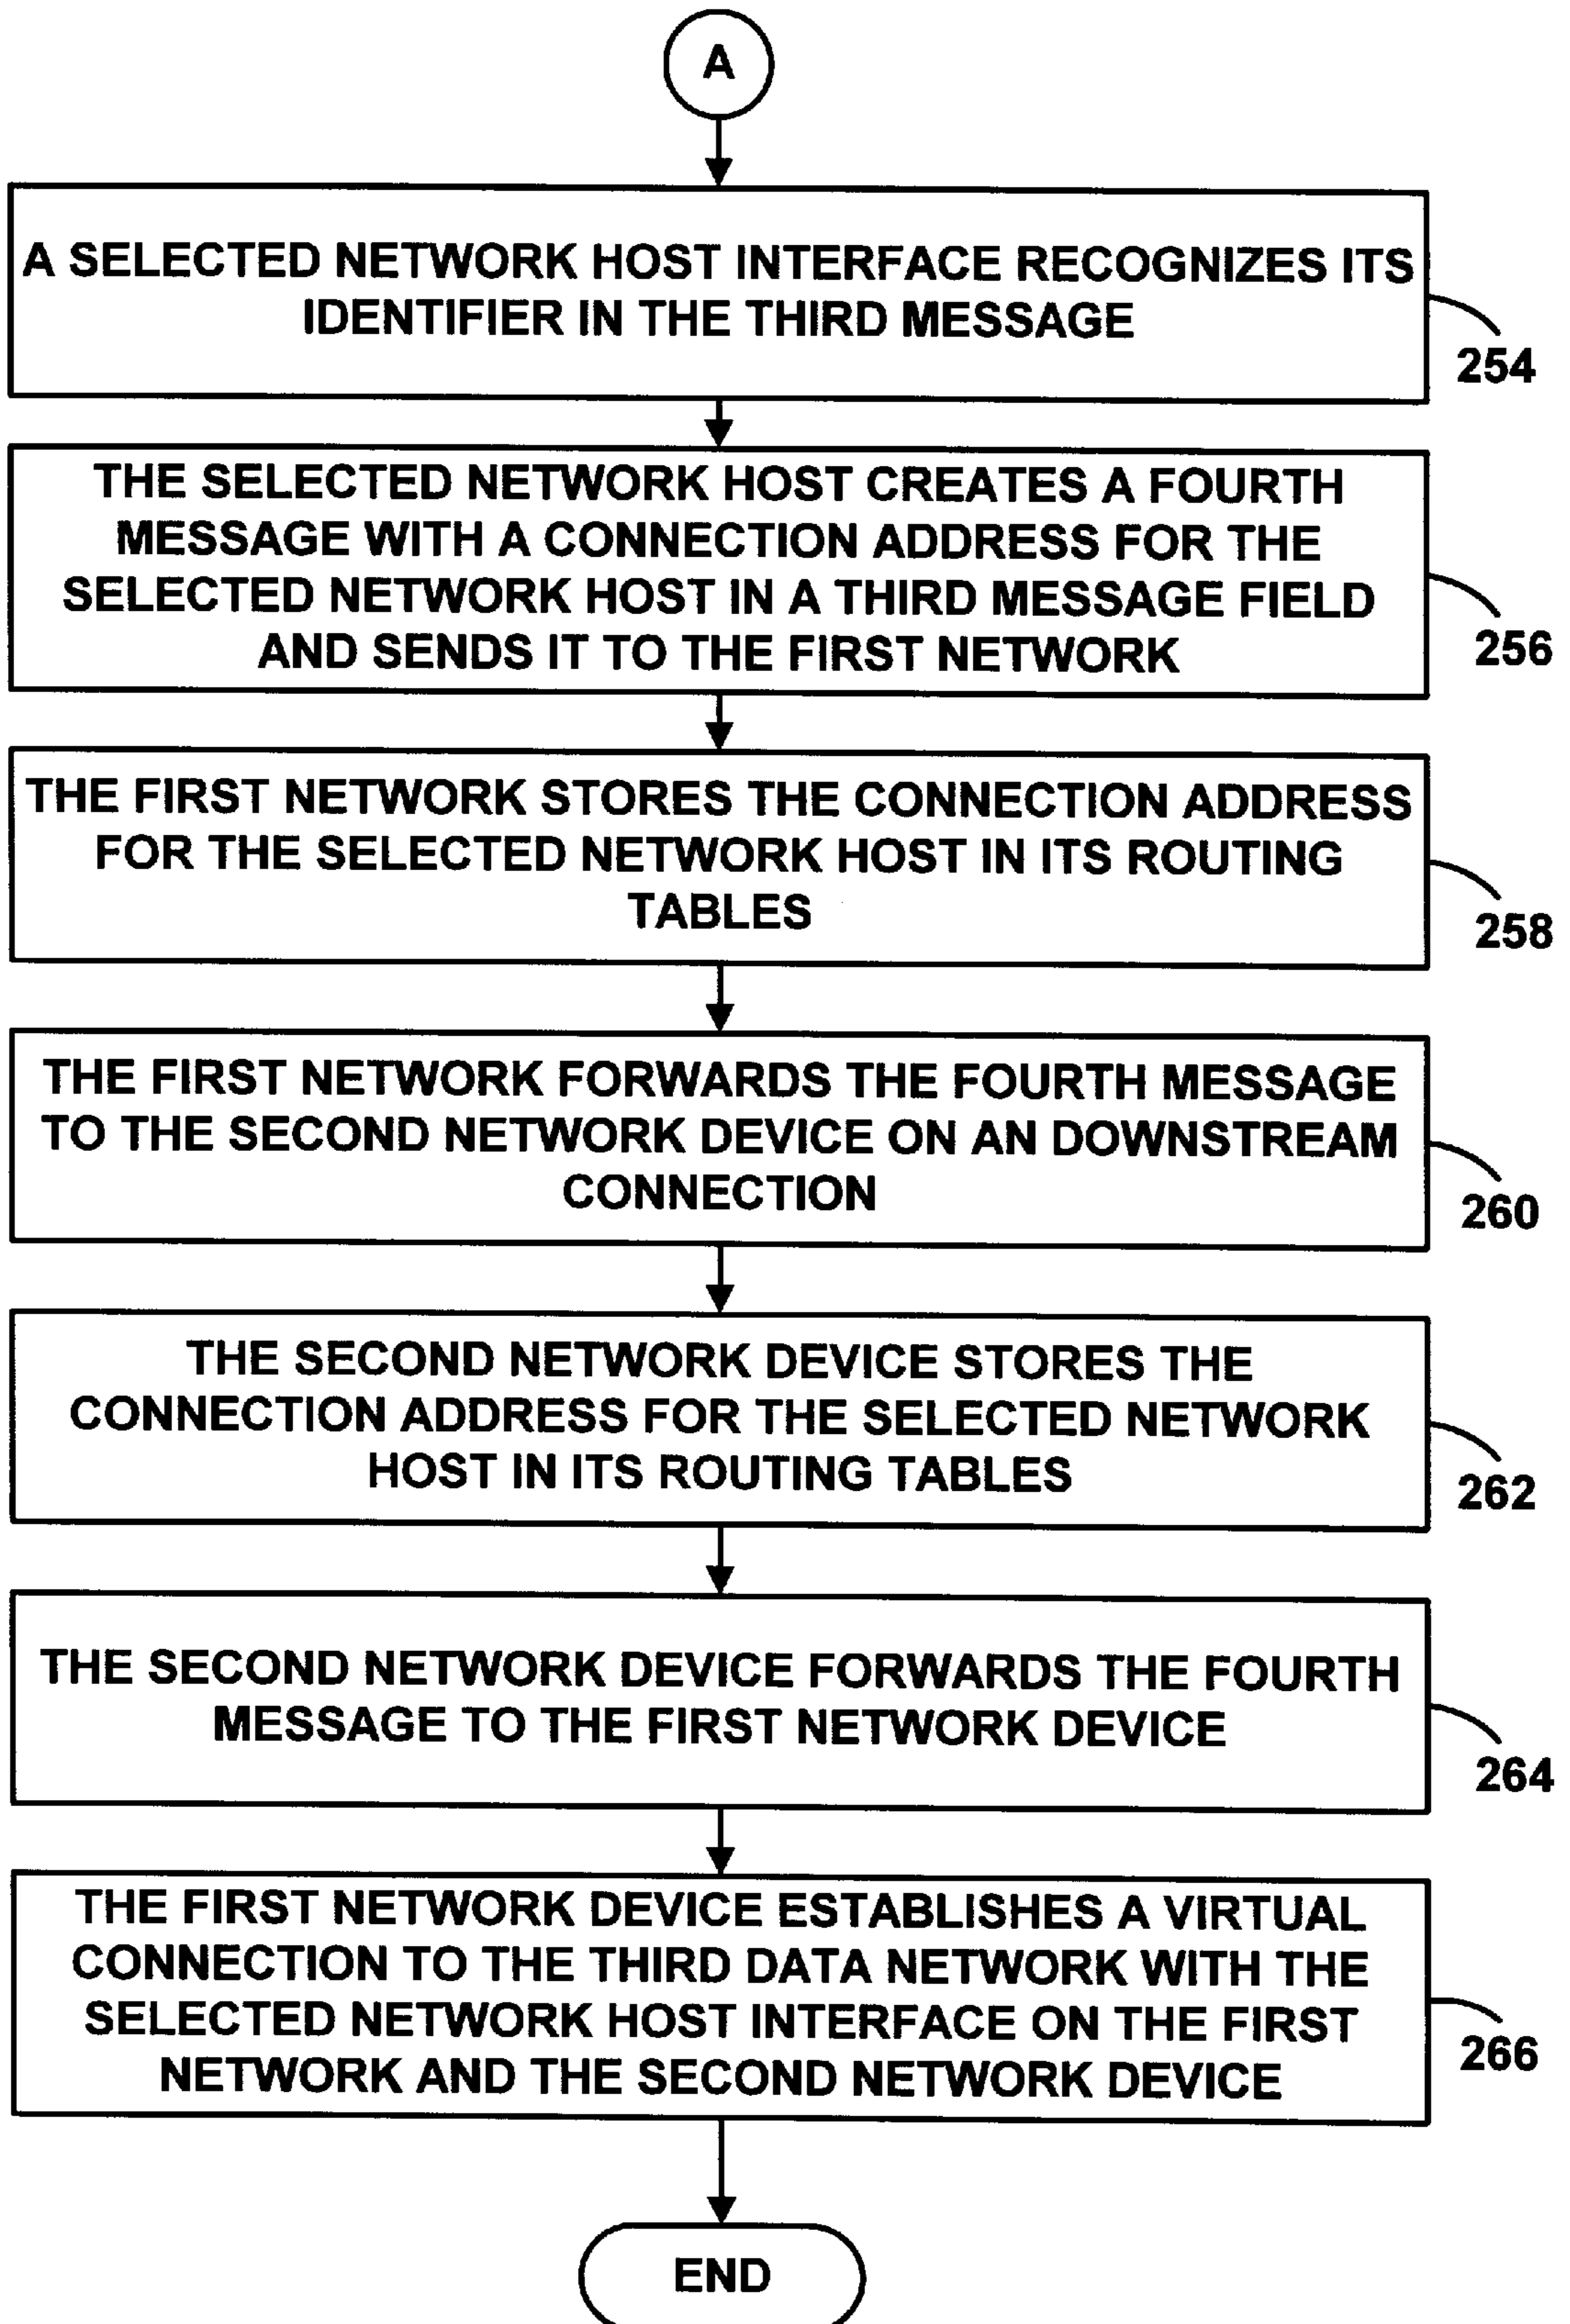 A
A SELECTED NETWORK HOST INTERFACE RECOGNIZES ITS
IDENTIFIER IN THE THIRD MESSAGE
254
THE SELECTED NETWORK HOST CREATES A FOURTH
MESSAGE WITH A CONNECTION ADDRESS FOR THE
SELECTED NETWORK HOST IN A THIRD MESSAGE FIELD
AND SENDS IT TO THE FIRST NETWORK
256
THE FIRST NETWORK STORES THE CONNECTION ADDRESS
FOR THE SELECTED NETWORK HOST IN ITS ROUTING
TABLES
258
THE FIRST NETWORK FORWARDS THE FOURTH MESSAGE
TO THE SECOND NETWORK DEVICE ON AN DOWNSTREAM
CONNECTION
260
THE SECOND NETWORK DEVICE STORES THE
CONNECTION ADDRESS FOR THE SELECTED NETWORK
HOST IN ITS ROUTING TABLES
262
THE SECOND NETWORK DEVICE FORWARDS THE FOURTH
MESSAGE TO THE FIRST NETWORK DEVICE
264
THE FIRST NETWORK DEVICE ESTABLISHES A VIRTUAL
CONNECTION TO THE THIRD DATA NETWORK WITH THE
SELECTED NETWORK HOST INTERFACE ON THE FIRST
NETWORK AND THE SECOND NETWORK DEVICE
266
END